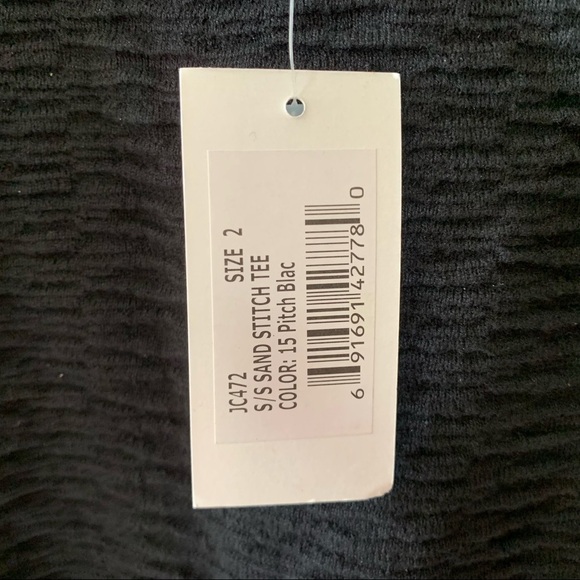 JC472 SIZE 2
S/S SAND STITCH TEE
COLOR: 15 Pitch Blac
6 91691 42778 0